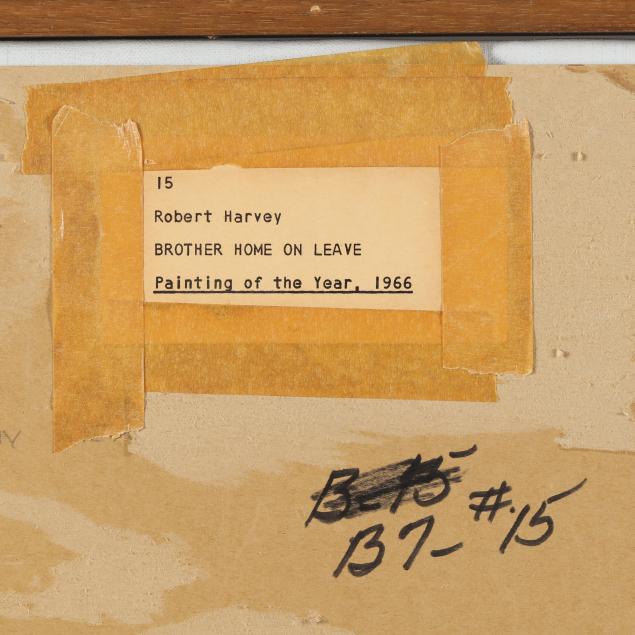 15
Robert Harvey
BROTHER HOME ON LEAVE
Painting of the Year, 1966
B-15
B7- #.15